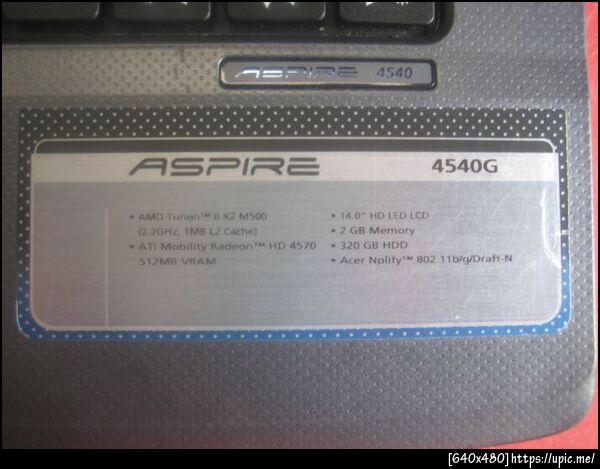 ASPIRE 4540
ASPIRE 4540G
• AMD Turion™ II X2 M500
(2.2GHz, 1MB L2 Cache)
• ATI Mobility Radeon™ HD 4570
512MB VRAM
• 14.0" HD LED LCD
• 2 GB Memory
• 320 GB HDD
• Acer Nplify™ 802.11b/g/Draft-N
[640x480]https://upic.me/